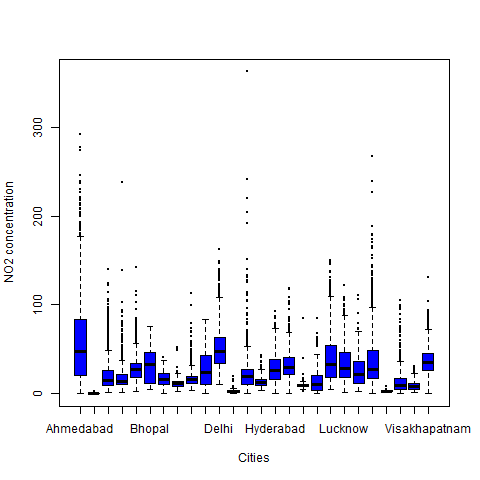 NO2 concentration
300
200
100
0
Ahmedabad Bhopal Delhi Hyderabad Lucknow Visakhapatnam
Cities